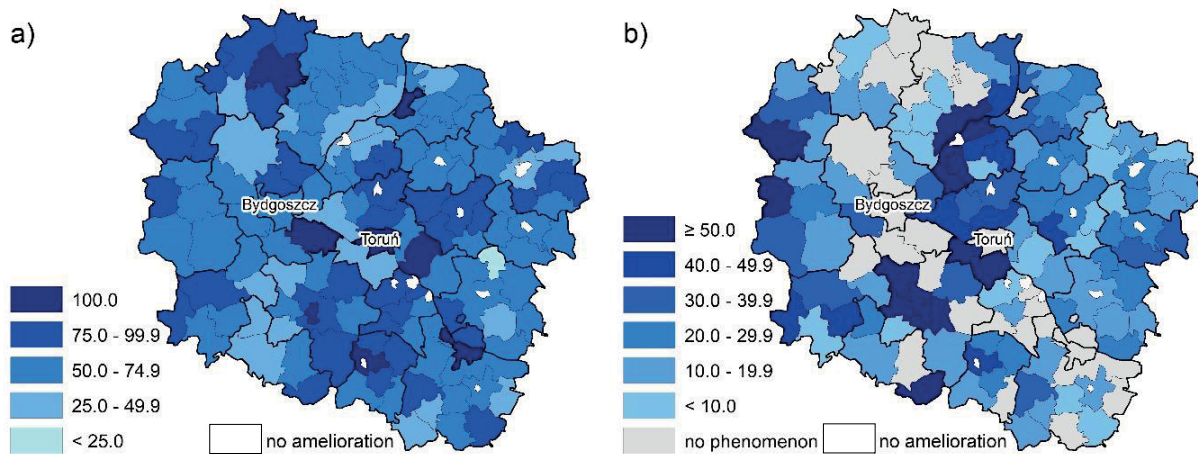 a)
Bydgoszcz
Toruń
100.0
75.0 - 99.9
50.0 - 74.9
25.0 - 49.9
< 25.0
no amelioration
b)
Bydgoszcz
Toruń
≥ 50.0
40.0 - 49.9
30.0 - 39.9
20.0 - 29.9
10.0 - 19.9
< 10.0
no phenomenon
no amelioration